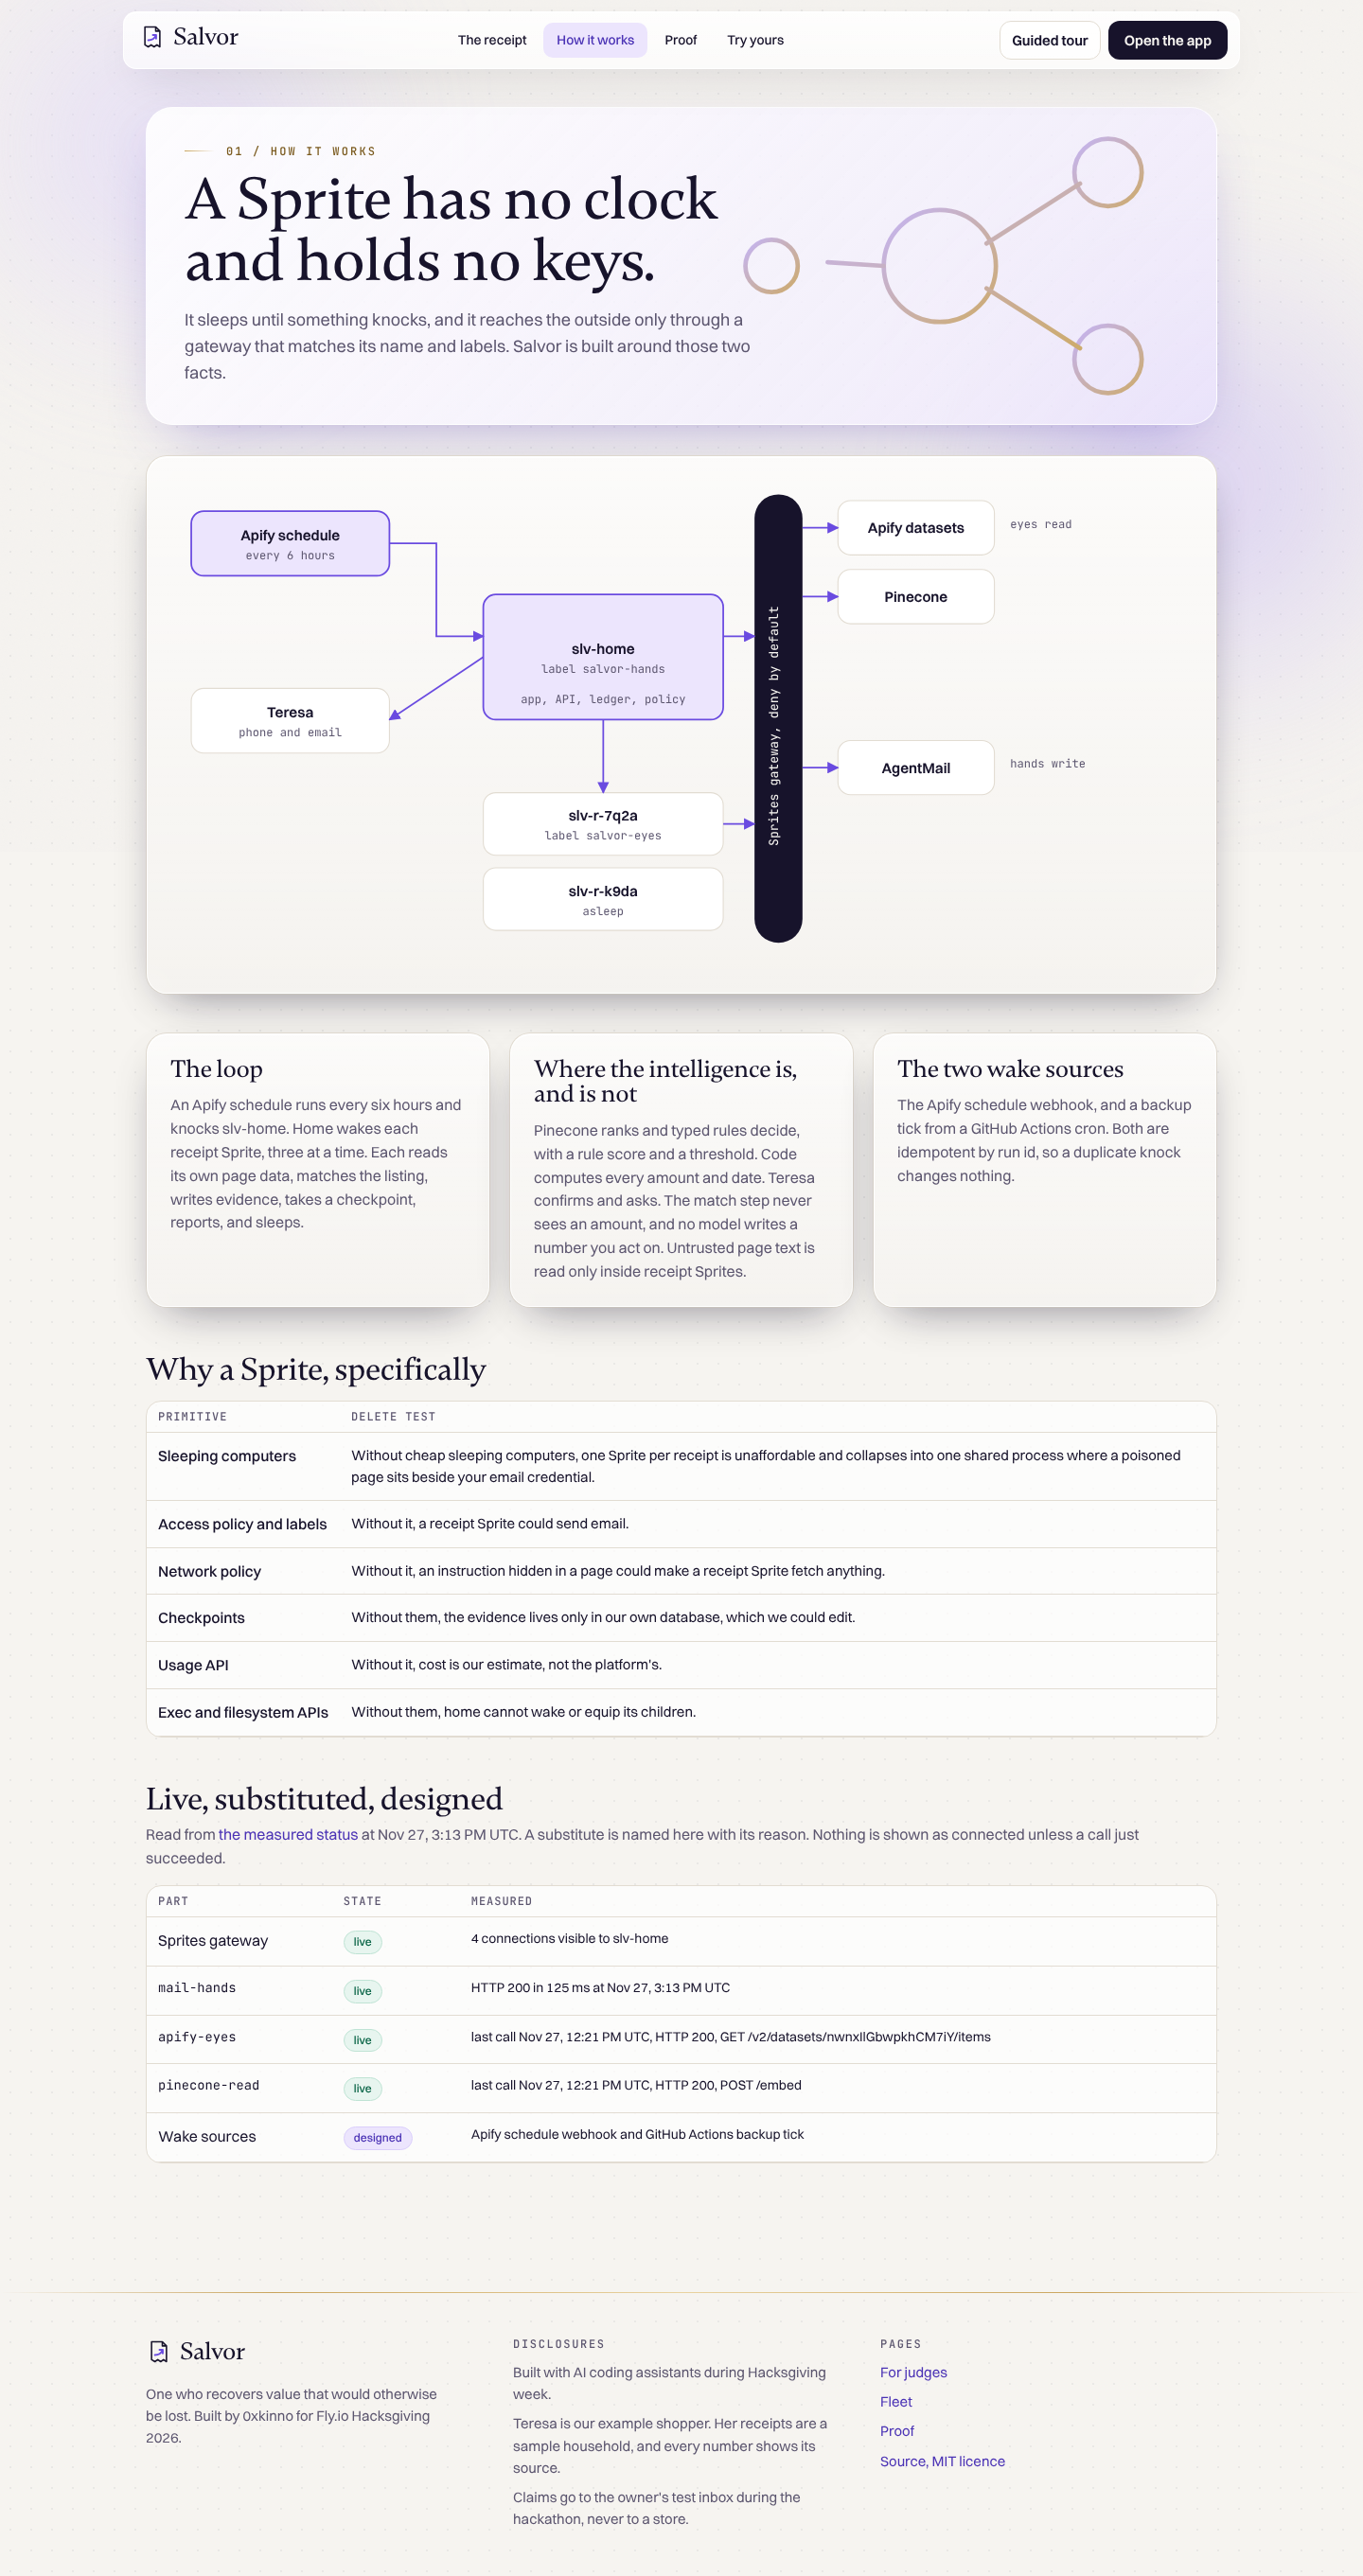 Salvor
The receipt
How it works
Proof
Try yours
Guided tour
Open the app
01 / HOW IT WORKS
A Sprite has no clock
and holds no keys.
It sleeps until something knocks, and it reaches the outside only through a
gateway that matches its name and labels. Salvor is built around those two
facts.
Apify schedule
every 6 hours
Teresa
phone and email
slv-home
label salvor-hands
app, API, ledger, policy
slv-r-7q2a
label salvor-eyes
slv-r-k9da
asleep
Sprites gateway, deny by default
Apify datasets
eyes read
Pinecone
AgentMail
hands write
The loop
An Apify schedule runs every six hours and
knocks slv-home. Home wakes each
receipt Sprite, three at a time. Each reads
its own page data, matches the listing,
writes evidence, takes a checkpoint,
reports, and sleeps.
Where the intelligence is,
and is not
Pinecone ranks and typed rules decide,
with a rule score and a threshold. Code
computes every amount and date. Teresa
confirms and asks. The match step never
sees an amount, and no model writes a
number you act on. Untrusted page text is
read only inside receipt Sprites.
The two wake sources
The Apify schedule webhook, and a backup
tick from a GitHub Actions cron. Both are
idempotent by run id, so a duplicate knock
changes nothing.
Why a Sprite, specifically
PRIMITIVE
DELETE TEST
Sleeping computers
Without cheap sleeping computers, one Sprite per receipt is unaffordable and collapses into one shared process where a poisoned
page sits beside your email credential.
Access policy and labels
Without it, a receipt Sprite could send email.
Network policy
Without it, an instruction hidden in a page could make a receipt Sprite fetch anything.
Checkpoints
Without them, the evidence lives only in our own database, which we could edit.
Usage API
Without it, cost is our estimate, not the platform's.
Exec and filesystem APIs
Without them, home cannot wake or equip its children.
Live, substituted, designed
Read from the measured status at Nov 27, 3:13 PM UTC. A substitute is named here with its reason. Nothing is shown as connected unless a call just
succeeded.
PART
STATE
MEASURED
Sprites gateway
live
4 connections visible to slv-home
mail-hands
live
HTTP 200 in 125 ms at Nov 27, 3:13 PM UTC
apify-eyes
live
last call Nov 27, 12:21 PM UTC, HTTP 200, GET /v2/datasets/nwnxIlGbwpkhCM7iY/items
pinecone-read
live
last call Nov 27, 12:21 PM UTC, HTTP 200, POST /embed
Wake sources
designed
Apify schedule webhook and GitHub Actions backup tick
Salvor
One who recovers value that would otherwise
be lost. Built by 0xkinno for Fly.io Hacksgiving
2026.
DISCLOSURES
Built with AI coding assistants during Hacksgiving
week.
Teresa is our example shopper. Her receipts are a
sample household, and every number shows its
source.
Claims go to the owner's test inbox during the
hackathon, never to a store.
PAGES
For judges
Fleet
Proof
Source, MIT licence